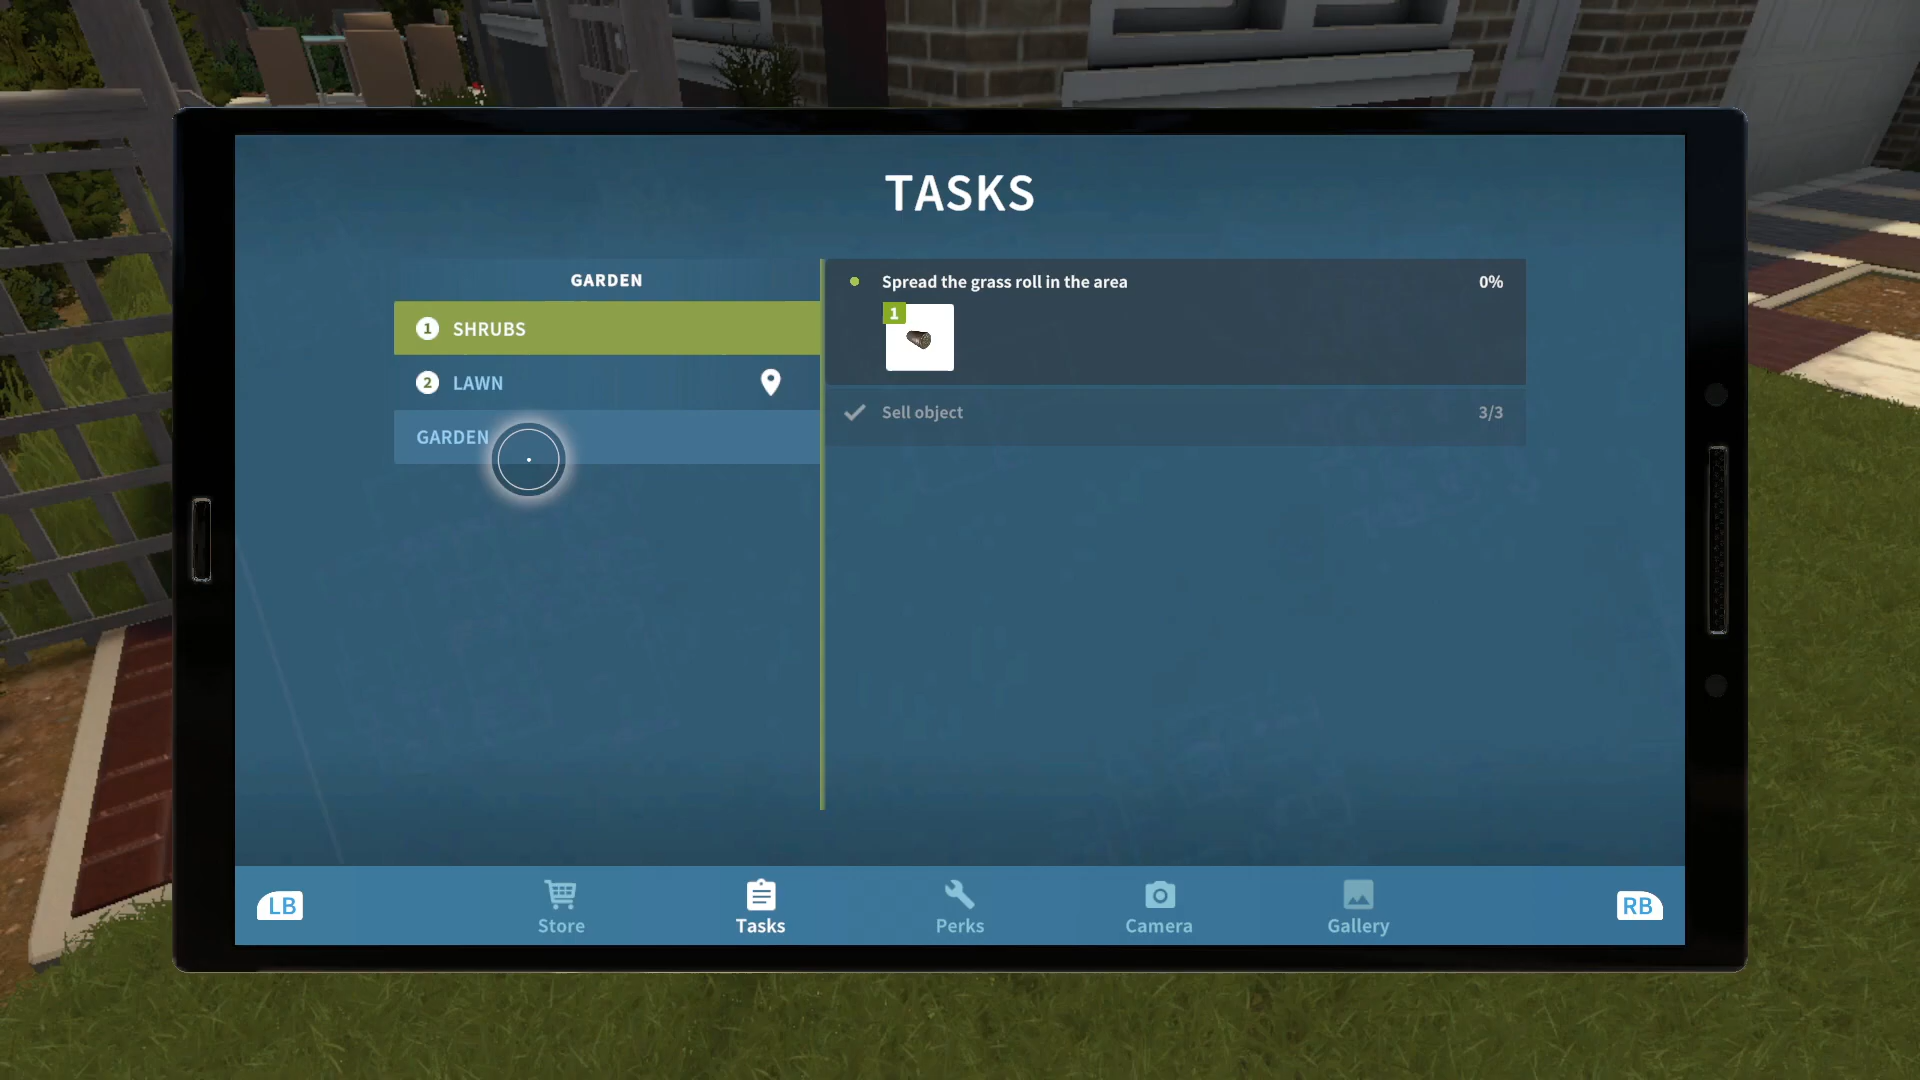 TASKS
GARDEN
1 SHRUBS
2 LAWN
GARDEN
Spread the grass roll in the area 0%
1
Sell object 3/3
LB
Store
Tasks
Perks
Camera
Gallery
RB